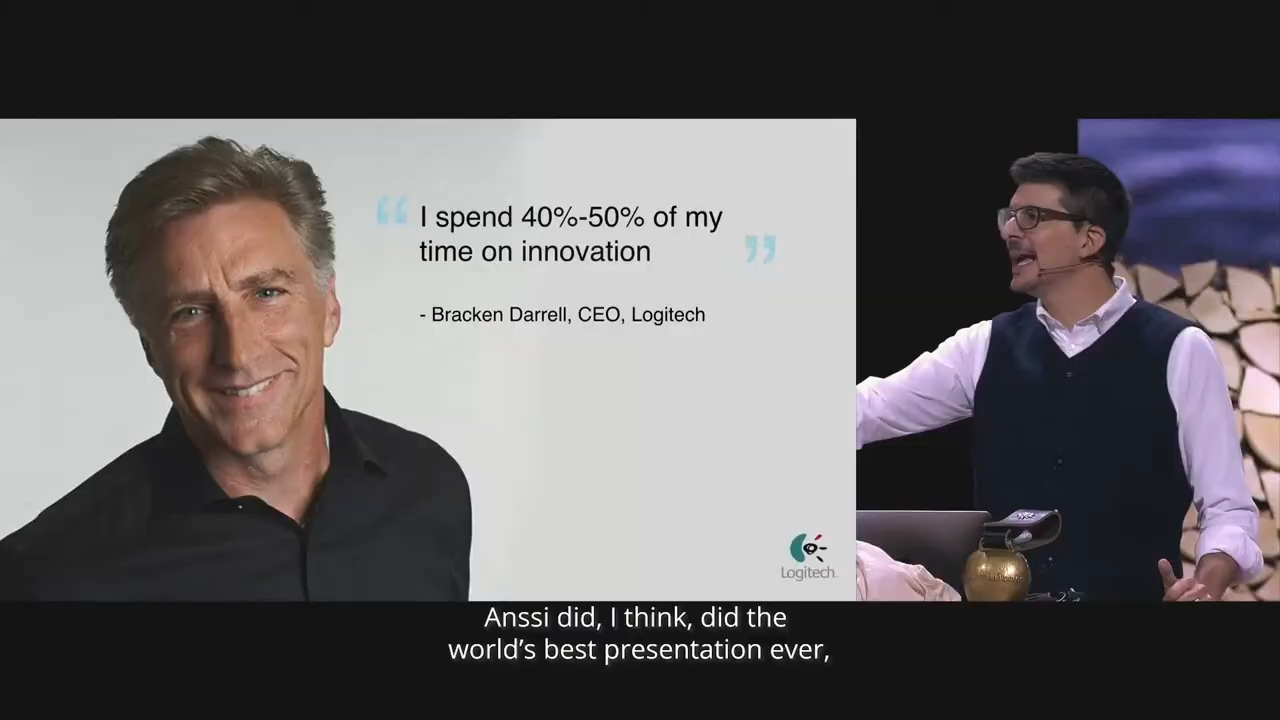 “ I spend 40%-50% of my
time on innovation ”
- Bracken Darrell, CEO, Logitech
Logitech
Anssi did, I think, did the
world’s best presentation ever,